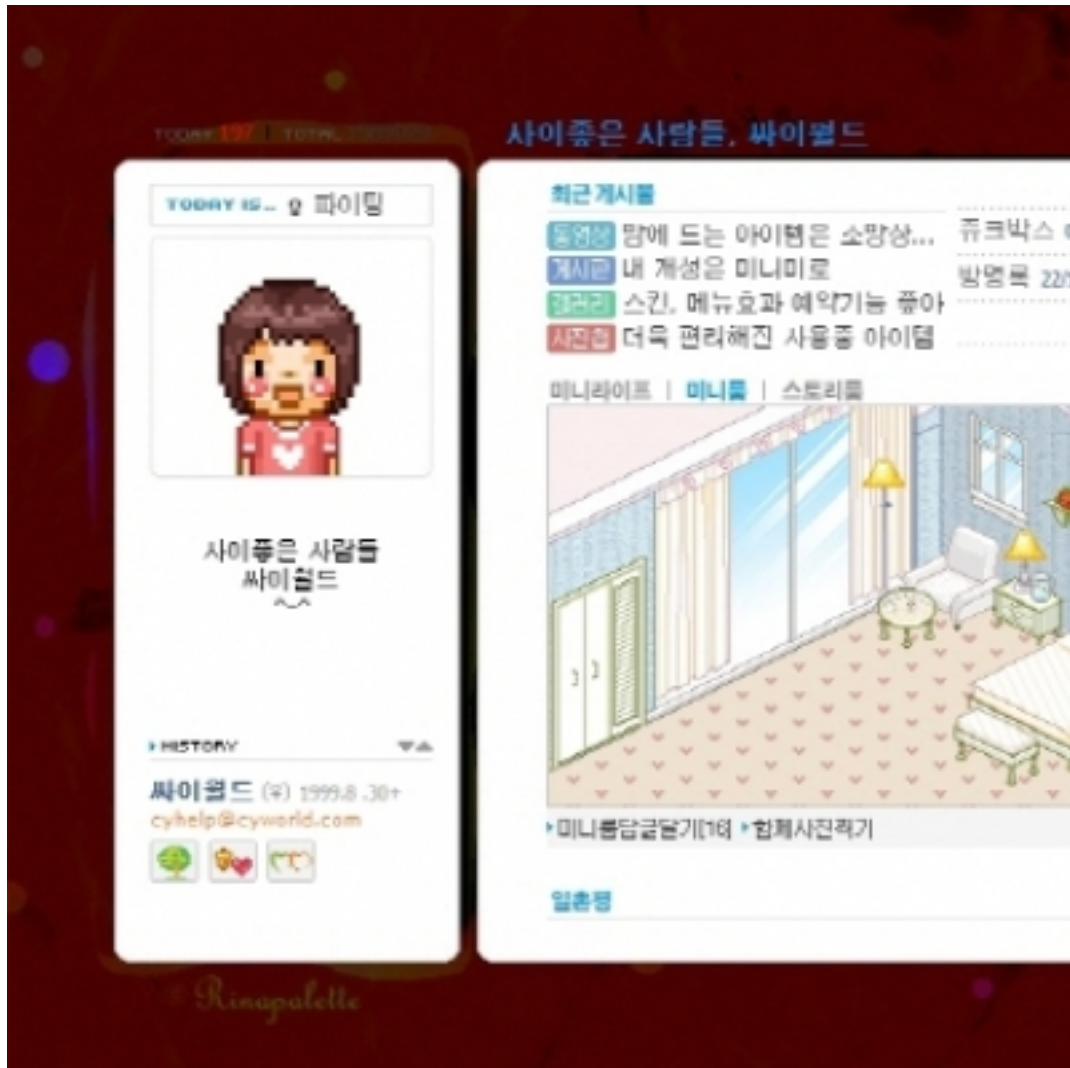 TODAY 197 | TOTAL
사이좋은 사람들, 싸이월드
TODAY IS.. 파이팅
사이좋은 사람들
싸이월드
HISTORY
싸이월드 (우) 1999.8 .30+
cyhelp@cyworld.com
최근 게시물
동영상 맘에 드는 아이템은 소망상...
게시판 내 개성은 미니미로
갤러리 스킨, 메뉴효과 예약기능 좋아
사진첩 더욱 편리해진 사용중 아이템
쥬크박스
방명록 22/
미니라이프 | 미니룸 | 스토리룸
미니룸답글달기[16] 함께사진찍기
일촌평
Rinapalette